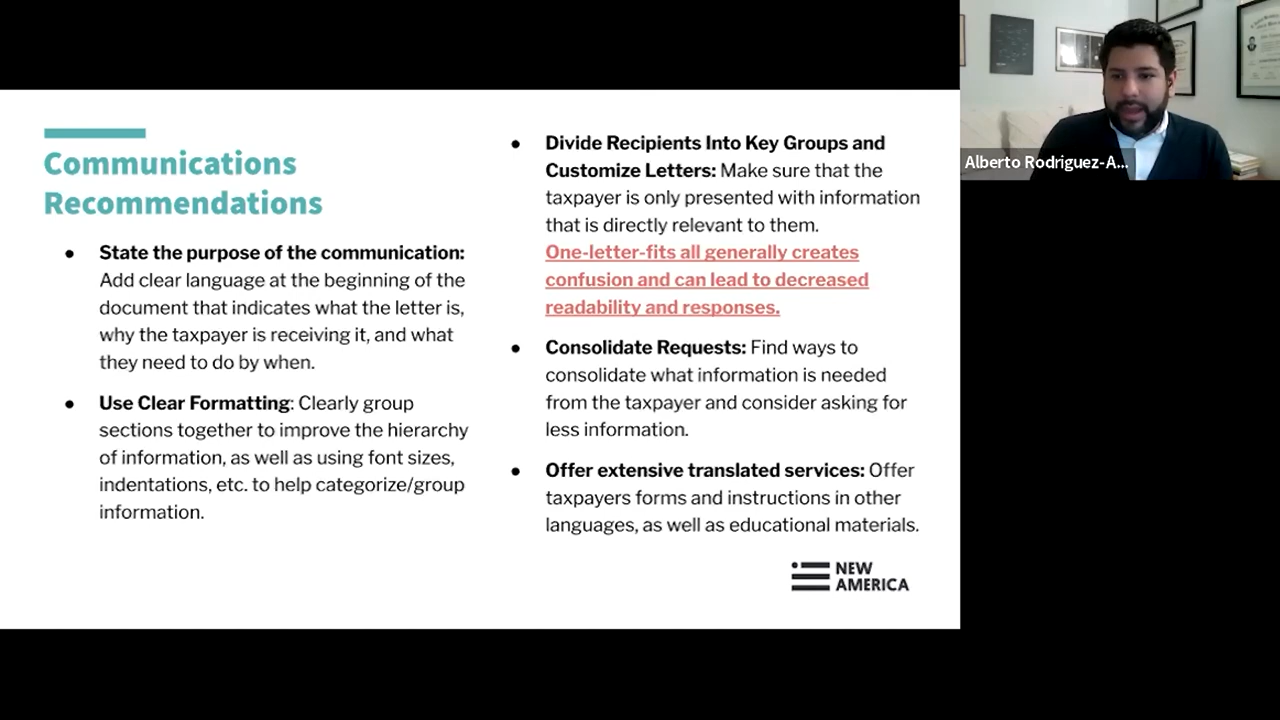 Communications
Recommendations
● State the purpose of the communication:
Add clear language at the beginning of the
document that indicates what the letter is,
why the taxpayer is receiving it, and what
they need to do by when.
● Use Clear Formatting: Clearly group
sections together to improve the hierarchy
of information, as well as using font sizes,
indentations, etc. to help categorize/group
information.
● Divide Recipients Into Key Groups and
Customize Letters: Make sure that the
taxpayer is only presented with information
that is directly relevant to them.
One-letter-fits all generally creates
confusion and can lead to decreased
readability and responses.
● Consolidate Requests: Find ways to
consolidate what information is needed
from the taxpayer and consider asking for
less information.
● Offer extensive translated services: Offer
taxpayers forms and instructions in other
languages, as well as educational materials.
NEW
AMERICA
Alberto Rodriguez-A...